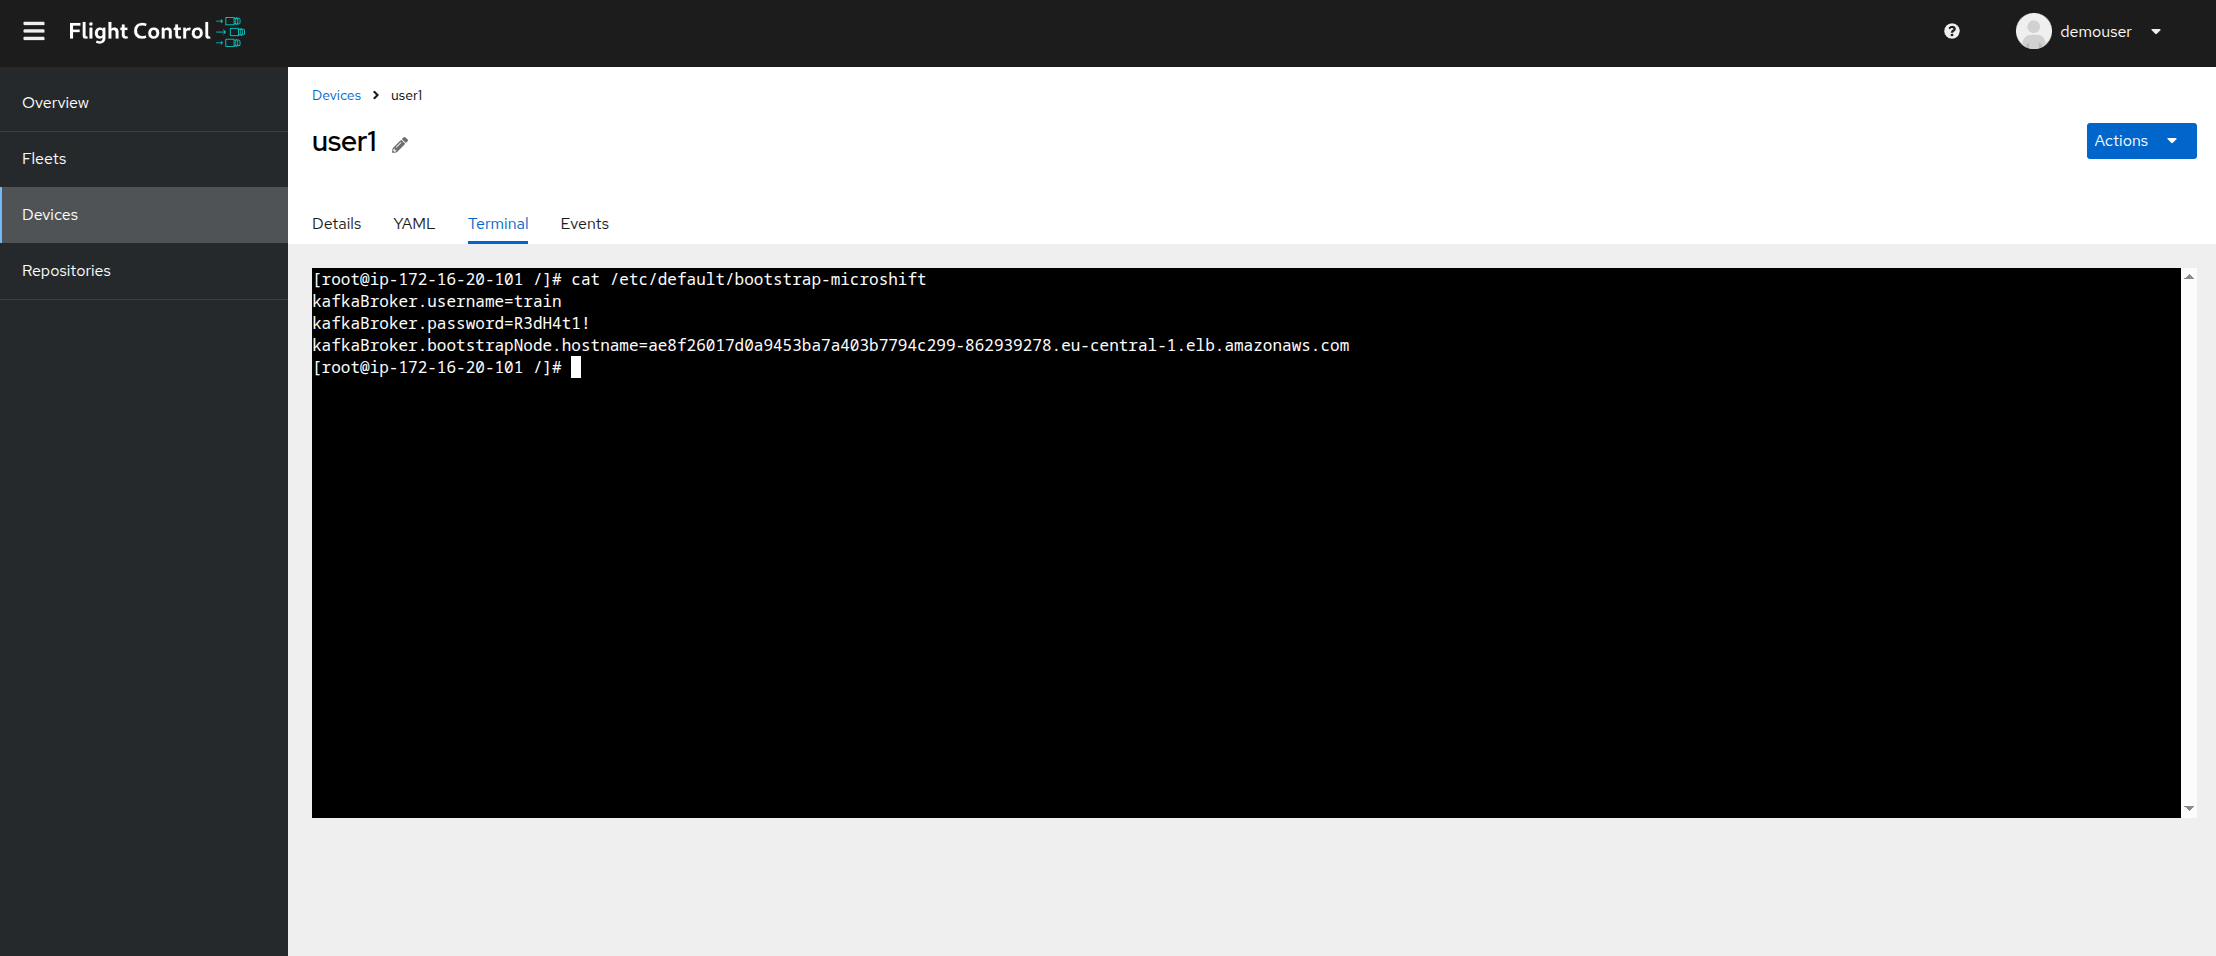 Flight Control
demouser
Overview
Fleets
Devices
Repositories
Devices > user1
user1
Actions
Details YAML Terminal Events
[root@ip-172-16-20-101 /]# cat /etc/default/bootstrap-microshift
kafkaBroker.username=train
kafkaBroker.password=R3dH4t1!
kafkaBroker.bootstrapNode.hostname=ae8f26017d0a9453ba7a403b7794c299-862939278.eu-central-1.elb.amazonaws.com
[root@ip-172-16-20-101 /]#